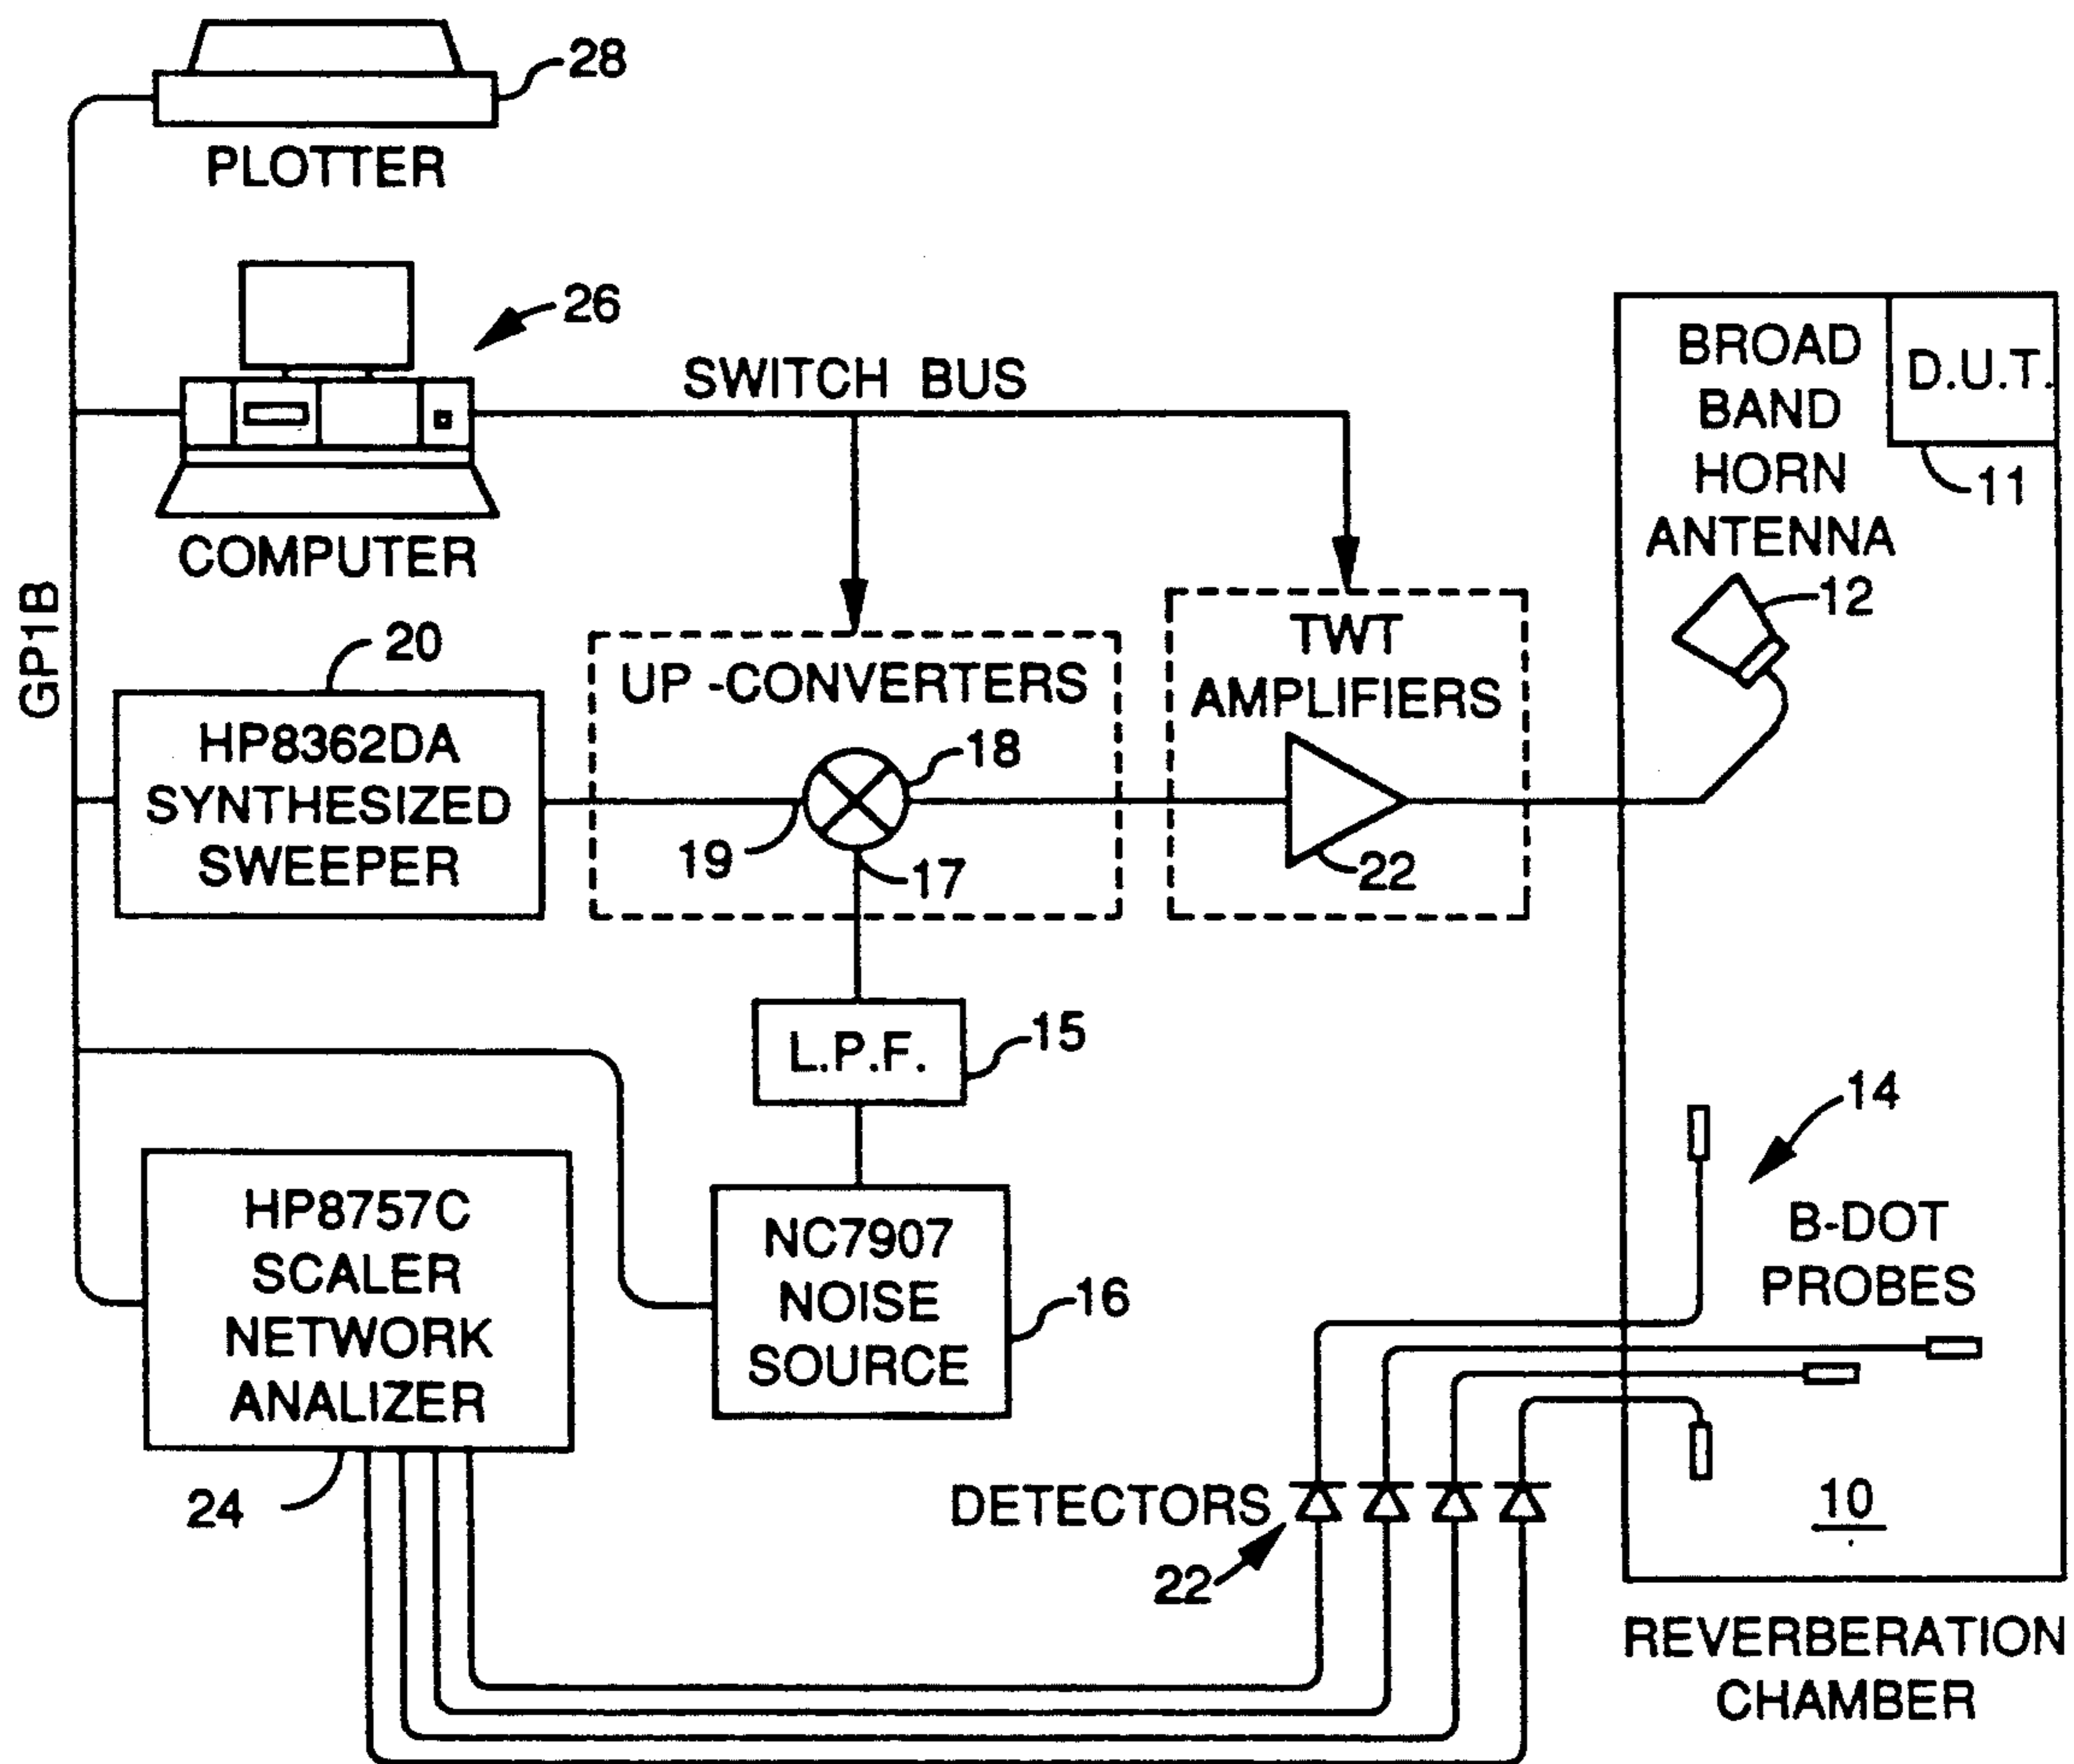 28
PLOTTER
26
COMPUTER
SWITCH BUS
GP1B
20
HP8362DA
SYNTHESIZED
SWEEPER
UP -CONVERTERS
18
19
17
TWT
AMPLIFIERS
22
BROAD
BAND
HORN
ANTENNA
12
D.U.T.
11
L.P.F.
15
NC7907
NOISE
SOURCE
16
HP8757C
SCALER
NETWORK
ANALIZER
24
DETECTORS
22
14
B-DOT
PROBES
10
REVERBERATION
CHAMBER